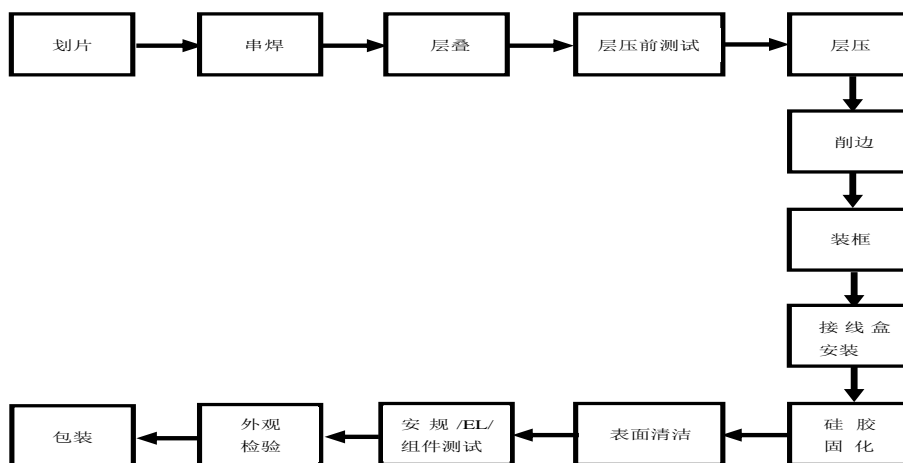 划片
串焊
层叠
层压前测试
层压
削边
装框
接线盒
安装
硅胶
固化
表面清洁
安规/EL/
组件测试
外观
检验
包装